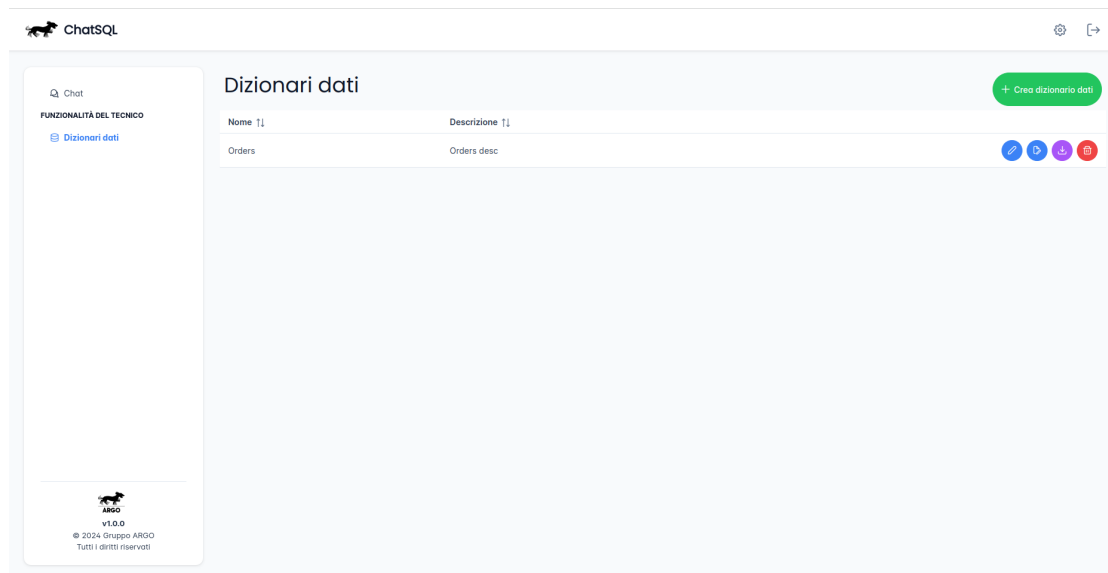 ChatSQL
Chat
FUNZIONALITÀ DEL TECNICO
Dizionari dati
Dizionari dati
+ Crea dizionario dati
Nome ↑↓ Descrizione ↑↓
Orders Orders desc
ARGO
v1.0.0
© 2024 Gruppo ARGO
Tutti i diritti riservati